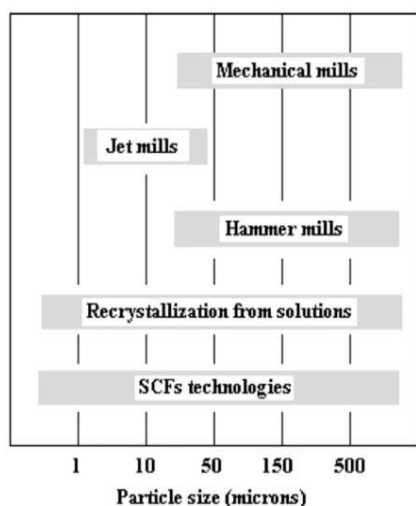 Mechanical mills
Jet mills
Hammer mills
Recrystallization from solutions
SCFs technologies
1 10 50 150 500
Particle size (microns)